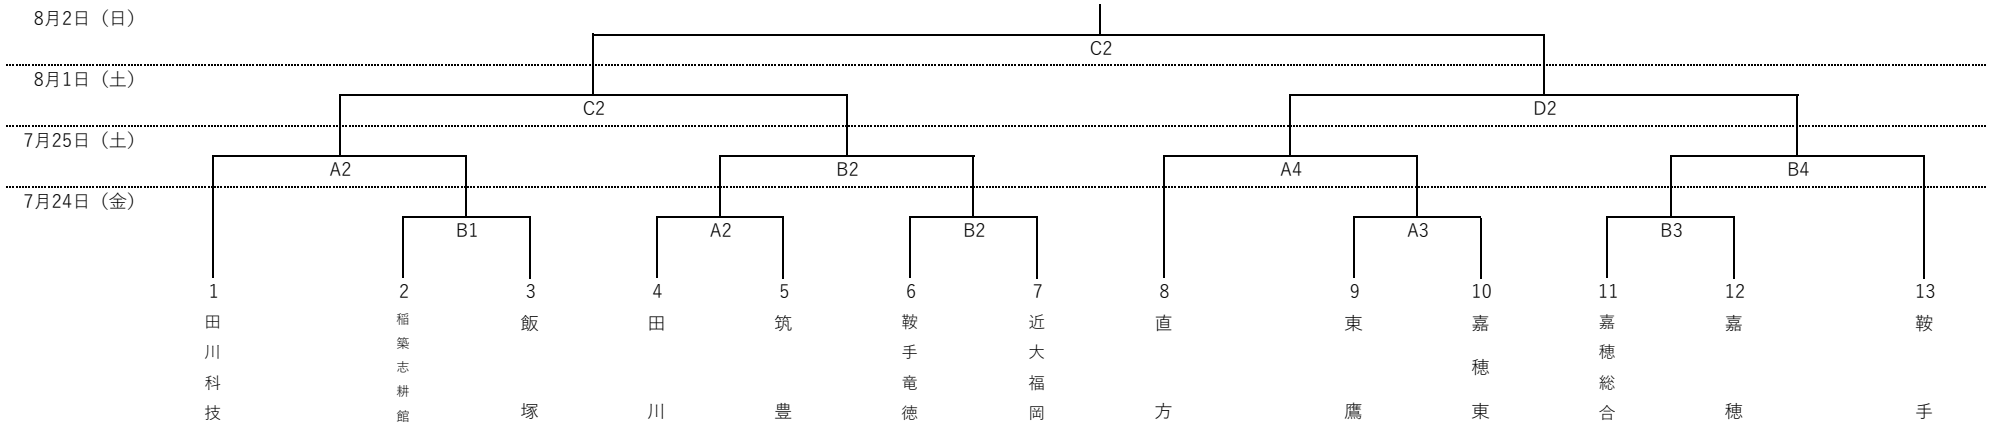 8月2日（日）
C2
8月1日（土）
C2 D2
7月25日（土）
A2 B2 A4 B4
7月24日（金）
B1 A2 B2 A3 B3
1 2 3 4 5 6 7 8 9 10 11 12 13
田川科技
稲築志耕館
飯塚
田川
筑豊
鞍手竜徳
近大福岡
直方
東鷹
嘉穂東
嘉穂総合
嘉穂
鞍手